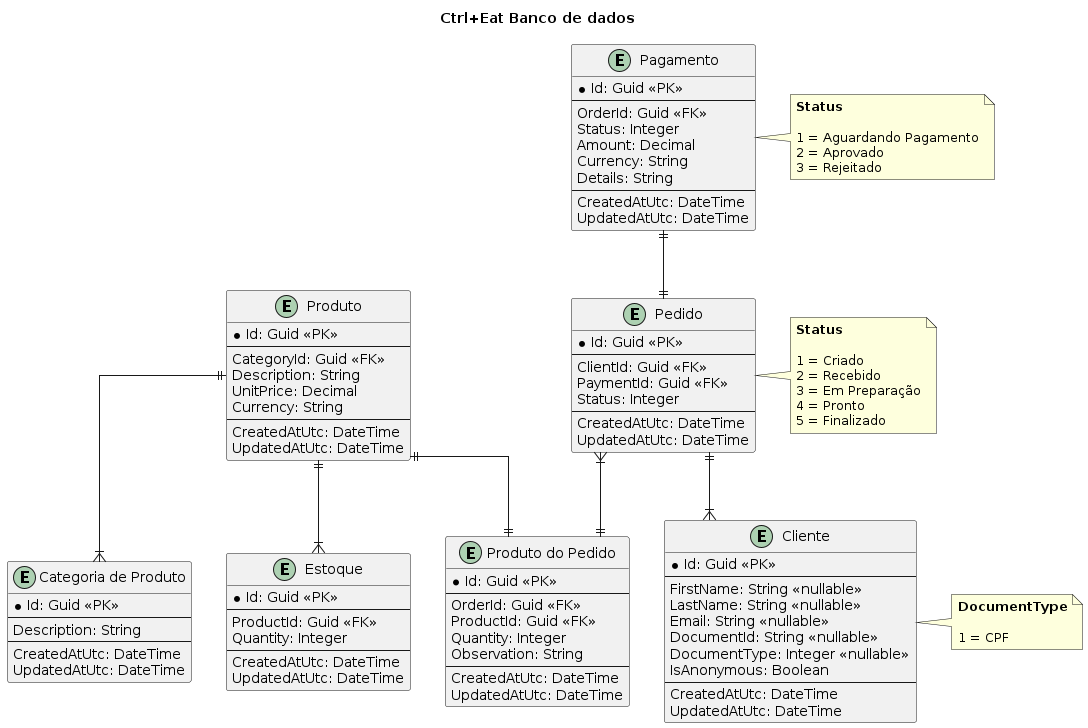 Ctrl+Eat Banco de dados
E Pagamento
* Id: Guid «PK»
OrderId: Guid «FK»
Status: Integer
Amount: Decimal
Currency: String
Details: String
CreatedAtUtc: DateTime
UpdatedAtUtc: DateTime
Status
1 = Aguardando Pagamento
2 = Aprovado
3 = Rejeitado
E Produto
* Id: Guid «PK»
CategoryId: Guid «FK»
Description: String
UnitPrice: Decimal
Currency: String
CreatedAtUtc: DateTime
UpdatedAtUtc: DateTime
E Pedido
* Id: Guid «PK»
ClientId: Guid «FK»
PaymentId: Guid «FK»
Status: Integer
CreatedAtUtc: DateTime
UpdatedAtUtc: DateTime
Status
1 = Criado
2 = Recebido
3 = Em Preparação
4 = Pronto
5 = Finalizado
E Categoria de Produto
* Id: Guid «PK»
Description: String
CreatedAtUtc: DateTime
UpdatedAtUtc: DateTime
E Estoque
* Id: Guid «PK»
ProductId: Guid «FK»
Quantity: Integer
CreatedAtUtc: DateTime
UpdatedAtUtc: DateTime
E Produto do Pedido
* Id: Guid «PK»
OrderId: Guid «FK»
ProductId: Guid «FK»
Quantity: Integer
Observation: String
CreatedAtUtc: DateTime
UpdatedAtUtc: DateTime
E Cliente
* Id: Guid «PK»
FirstName: String «nullable»
LastName: String «nullable»
Email: String «nullable»
DocumentId: String «nullable»
DocumentType: Integer «nullable»
IsAnonymous: Boolean
CreatedAtUtc: DateTime
UpdatedAtUtc: DateTime
DocumentType
1 = CPF